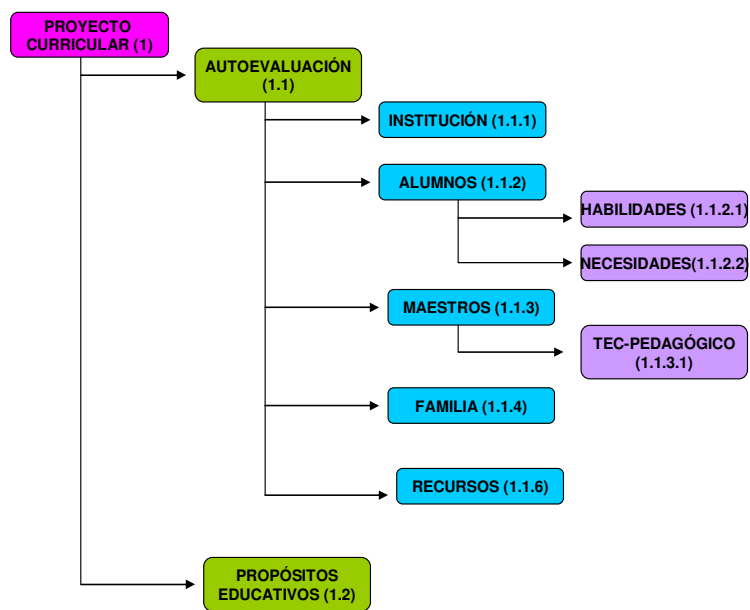 PROYECTO
CURRICULAR (1)
AUTOEVALUACIÓN
(1.1)
INSTITUCIÓN (1.1.1)
ALUMNOS (1.1.2)
HABILIDADES (1.1.2.1)
NECESIDADES(1.1.2.2)
MAESTROS (1.1.3)
TEC-PEDAGÓGICO
(1.1.3.1)
FAMILIA (1.1.4)
RECURSOS (1.1.6)
PROPÓSITOS
EDUCATIVOS (1.2)